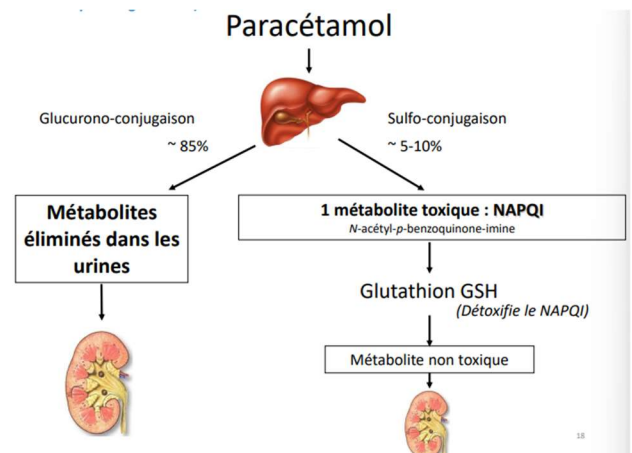 Paracétamol
Glucurono-conjugaison
~ 85%
Sulfo-conjugaison
~ 5-10%
Métabolites
éliminés dans les
urines
1 métabolite toxique : NAPQI
N-acétyl-p-benzoquinone-imine
Glutathion GSH
(Détoxifie le NAPQI)
Métabolite non toxique
18